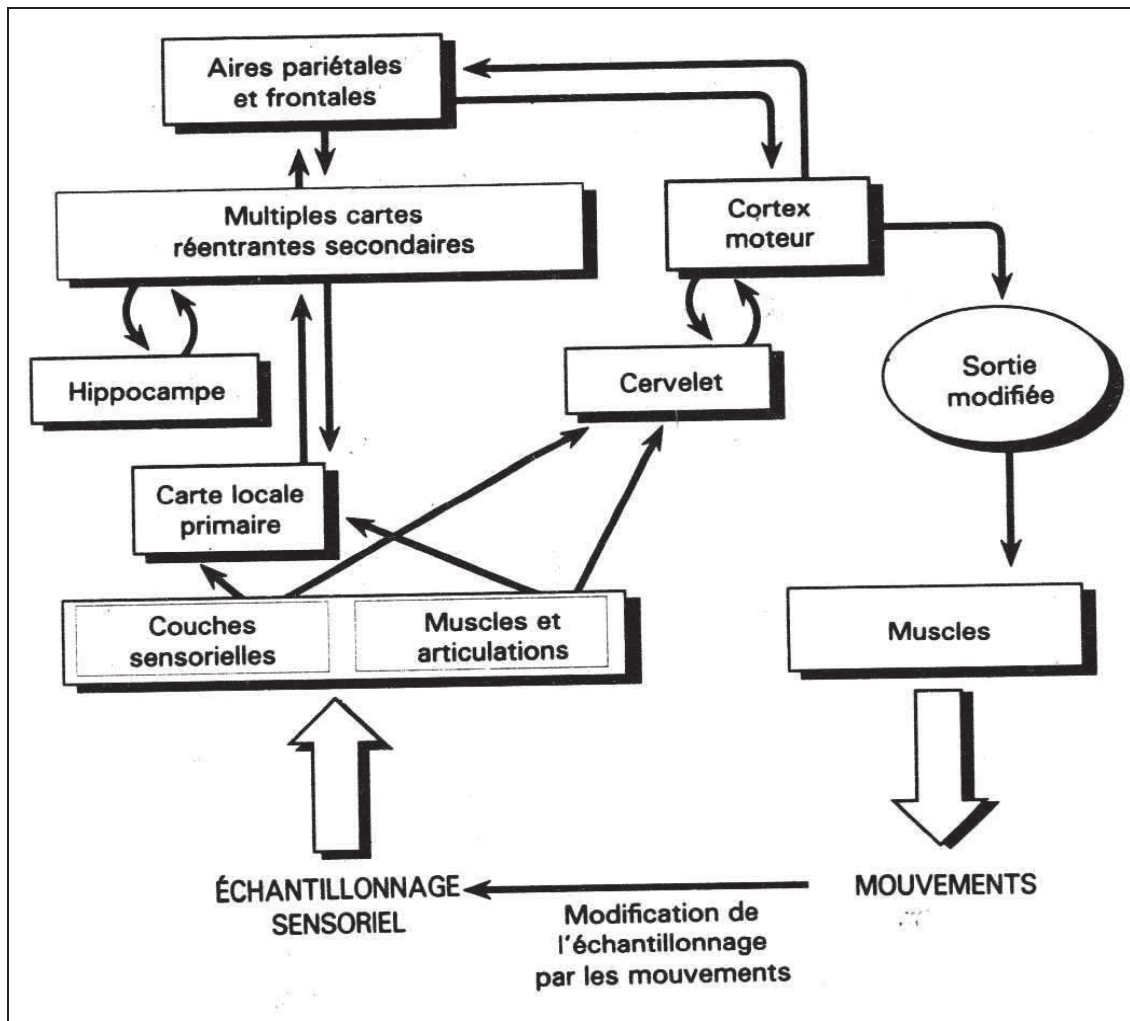 Aires pariétales
et frontales
Multiples cartes
réentrantes secondaires
Cortex
moteur
Hippocampe
Cervelet
Sortie
modifiée
Carte locale
primaire
Couches
sensorielles
Muscles et
articulations
Muscles
ÉCHANTILLONNAGE
SENSORIEL
MOUVEMENTS
Modification de
l'échantillonnage
par les mouvements